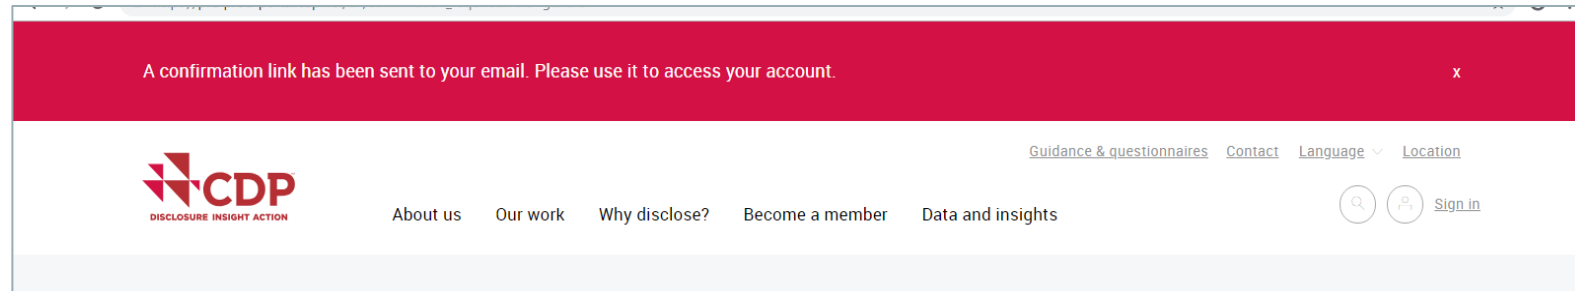 A confirmation link has been sent to your email. Please use it to access your account. x
Guidance & questionnaires Contact Language Location
CDP
DISCLOSURE INSIGHT ACTION
About us Our work Why disclose? Become a member Data and insights Sign in